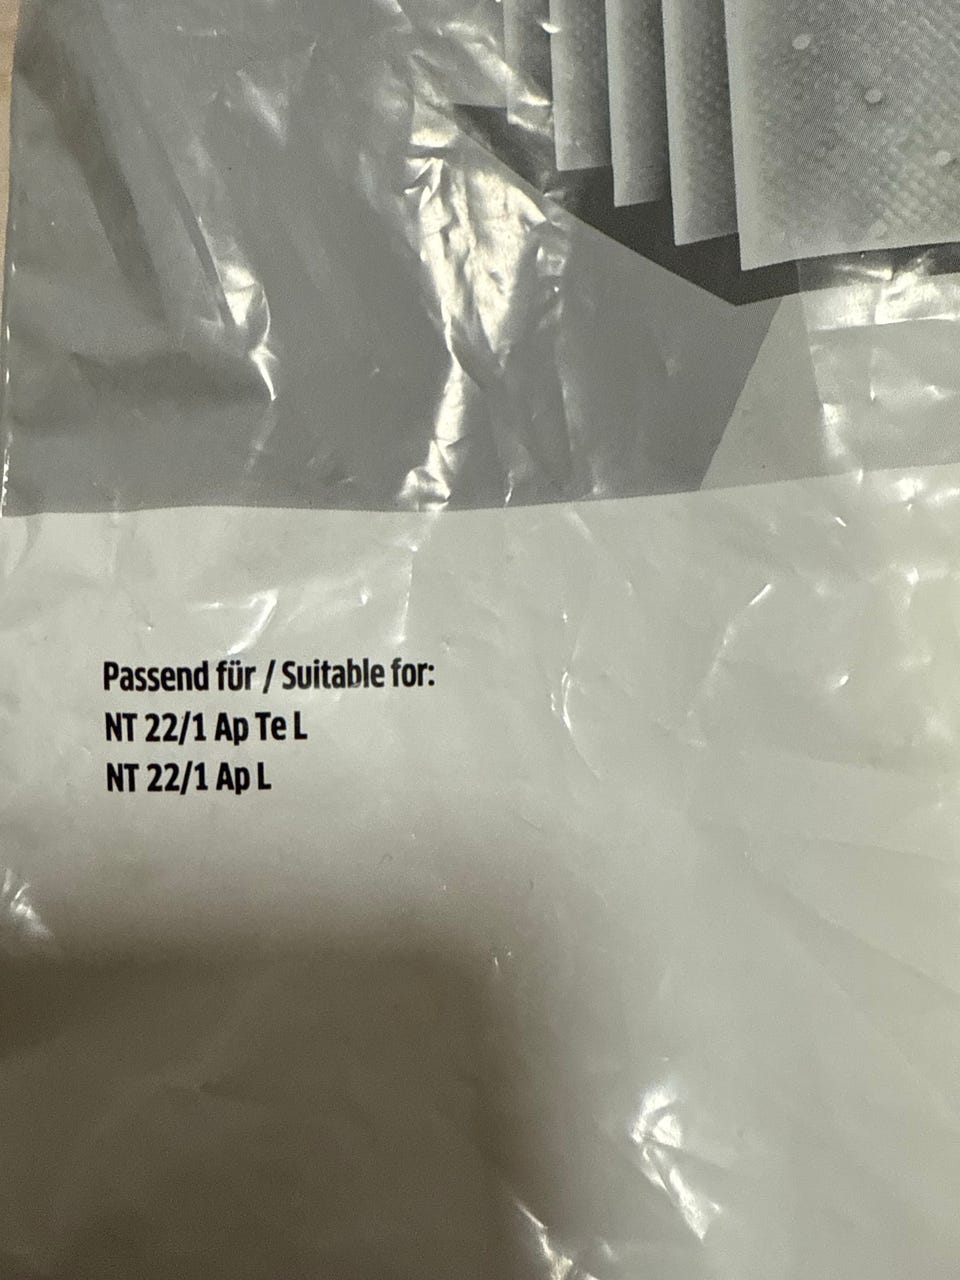 Passend für / Suitable for:
NT 22/1 Ap Te L
NT 22/1 Ap L